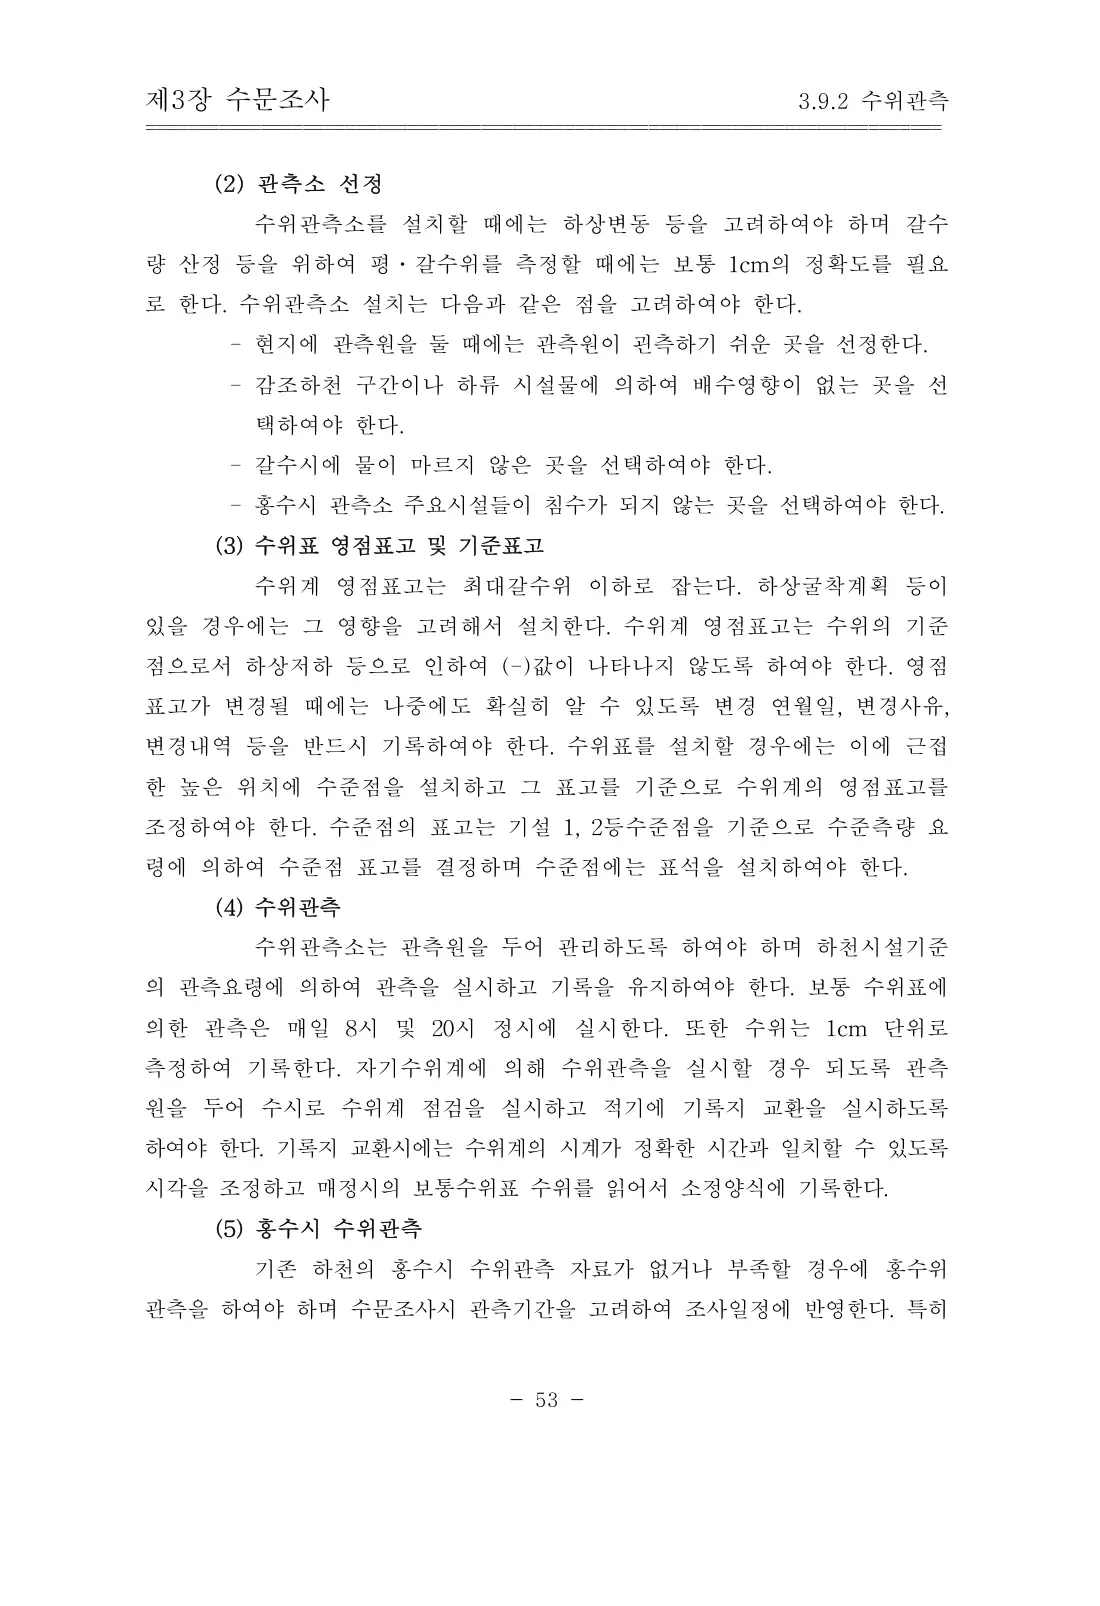 제3장 수문조사 3.9.2 수위관측
(2) 관측소 선정
수위관측소를 설치할 때에는 하상변동 등을 고려하여야 하며 갈수
량 산정 등을 위하여 평·갈수위를 측정할 때에는 보통 1cm의 정확도를 필요
로 한다. 수위관측소 설치는 다음과 같은 점을 고려하여야 한다.
- 현지에 관측원을 둘 때에는 관측원이 괸측하기 쉬운 곳을 선정한다.
- 감조하천 구간이나 하류 시설물에 의하여 배수영향이 없는 곳을 선
택하여야 한다.
- 갈수시에 물이 마르지 않은 곳을 선택하여야 한다.
- 홍수시 관측소 주요시설들이 침수가 되지 않는 곳을 선택하여야 한다.
(3) 수위표 영점표고 및 기준표고
수위계 영점표고는 최대갈수위 이하로 잡는다. 하상굴착계획 등이
있을 경우에는 그 영향을 고려해서 설치한다. 수위계 영점표고는 수위의 기준
점으로서 하상저하 등으로 인하여 (-)값이 나타나지 않도록 하여야 한다. 영점
표고가 변경될 때에는 나중에도 확실히 알 수 있도록 변경 연월일, 변경사유,
변경내역 등을 반드시 기록하여야 한다. 수위표를 설치할 경우에는 이에 근접
한 높은 위치에 수준점을 설치하고 그 표고를 기준으로 수위계의 영점표고를
조정하여야 한다. 수준점의 표고는 기설 1, 2등수준점을 기준으로 수준측량 요
령에 의하여 수준점 표고를 결정하며 수준점에는 표석을 설치하여야 한다.
(4) 수위관측
수위관측소는 관측원을 두어 관리하도록 하여야 하며 하천시설기준
의 관측요령에 의하여 관측을 실시하고 기록을 유지하여야 한다. 보통 수위표에
의한 관측은 매일 8시 및 20시 정시에 실시한다. 또한 수위는 1cm 단위로
측정하여 기록한다. 자기수위계에 의해 수위관측을 실시할 경우 되도록 관측
원을 두어 수시로 수위계 점검을 실시하고 적기에 기록지 교환을 실시하도록
하여야 한다. 기록지 교환시에는 수위계의 시계가 정확한 시간과 일치할 수 있도록
시각을 조정하고 매정시의 보통수위표 수위를 읽어서 소정양식에 기록한다.
(5) 홍수시 수위관측
기존 하천의 홍수시 수위관측 자료가 없거나 부족할 경우에 홍수위
관측을 하여야 하며 수문조사시 관측기간을 고려하여 조사일정에 반영한다. 특히
- 53 -